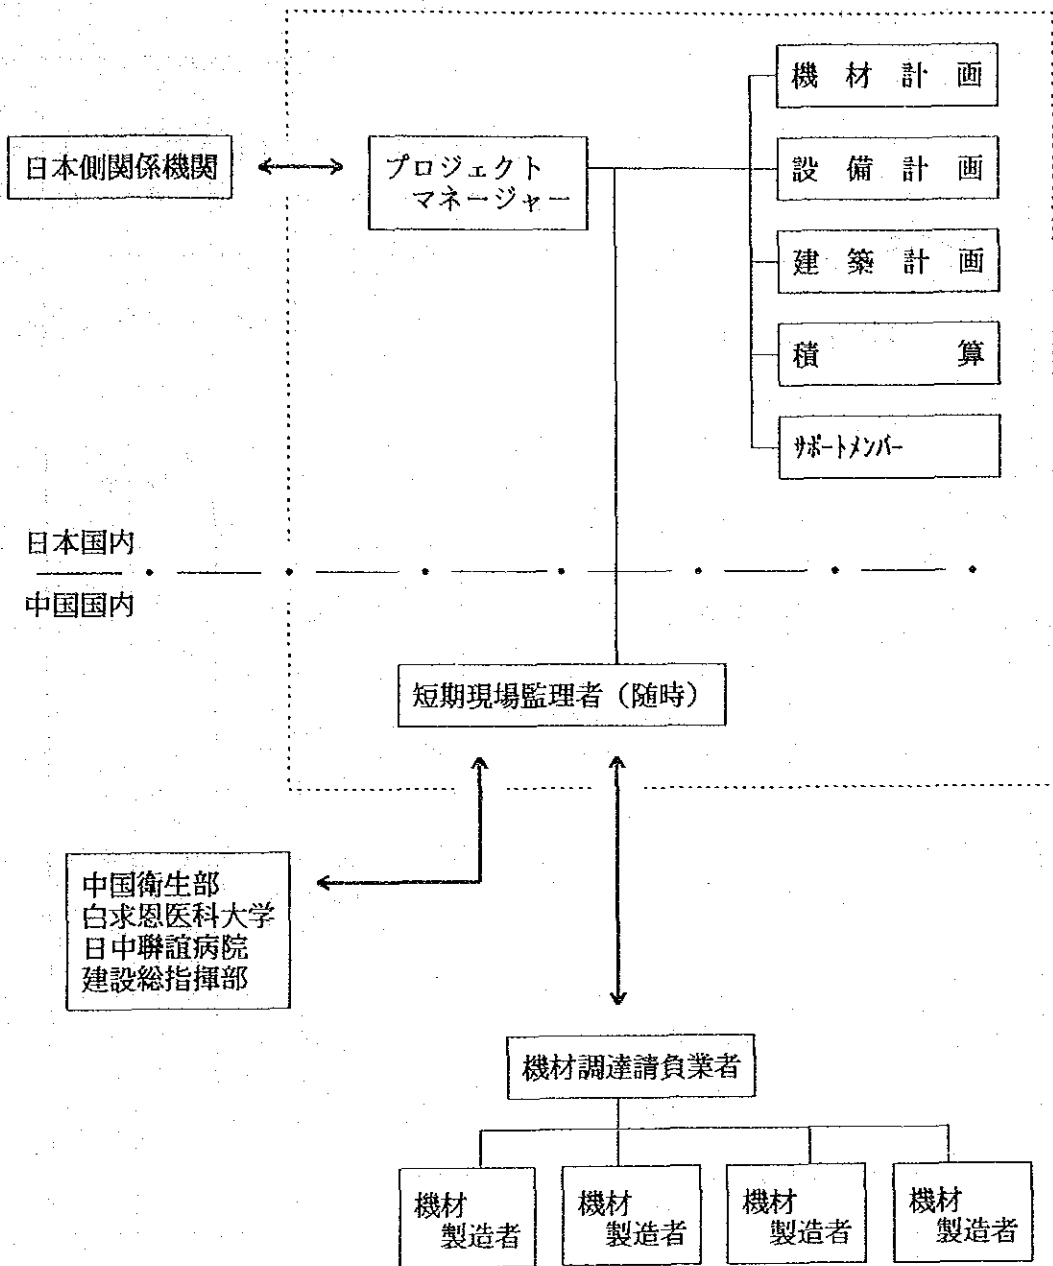 機材計画
日本側関係機関
プロジェクト
マネージャー
設備計画
建築計画
積算
サポートメンバー
日本国内
中国国内
短期現場監理者（随時）
中国衛生部
白求恩医科大学
日中聯誼病院
建設総指揮部
機材調達請負業者
機材
製造者
機材
製造者
機材
製造者
機材
製造者